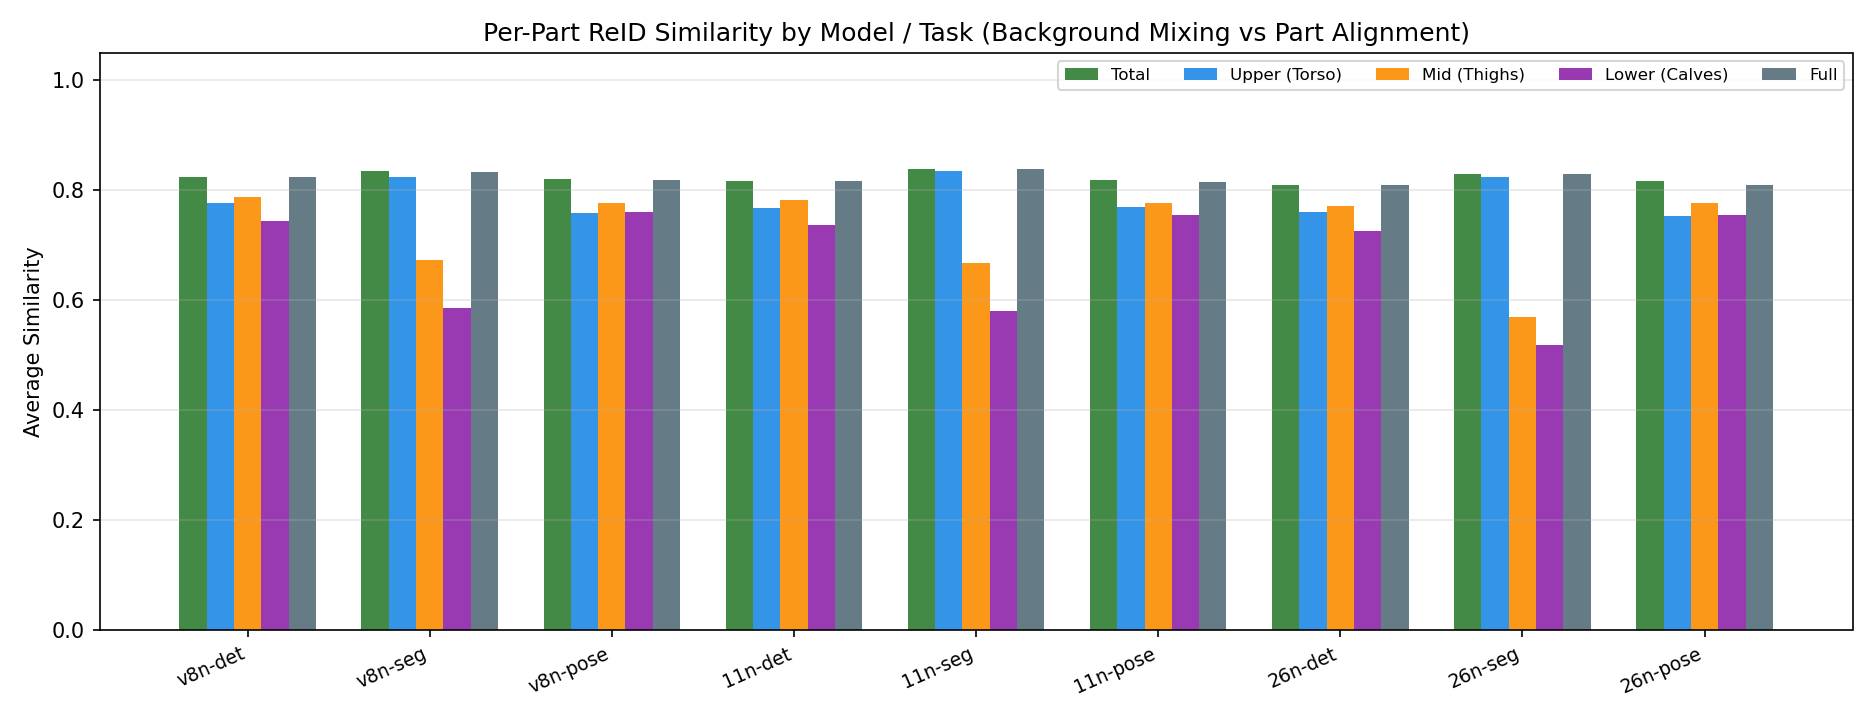 Per-Part ReID Similarity by Model / Task (Background Mixing vs Part Alignment)
Total Upper (Torso) Mid (Thighs) Lower (Calves) Full
Average Similarity
1.0
0.8
0.6
0.4
0.2
0.0
v8n-det v8n-seg v8n-pose 11n-det 11n-seg 11n-pose 26n-det 26n-seg 26n-pose